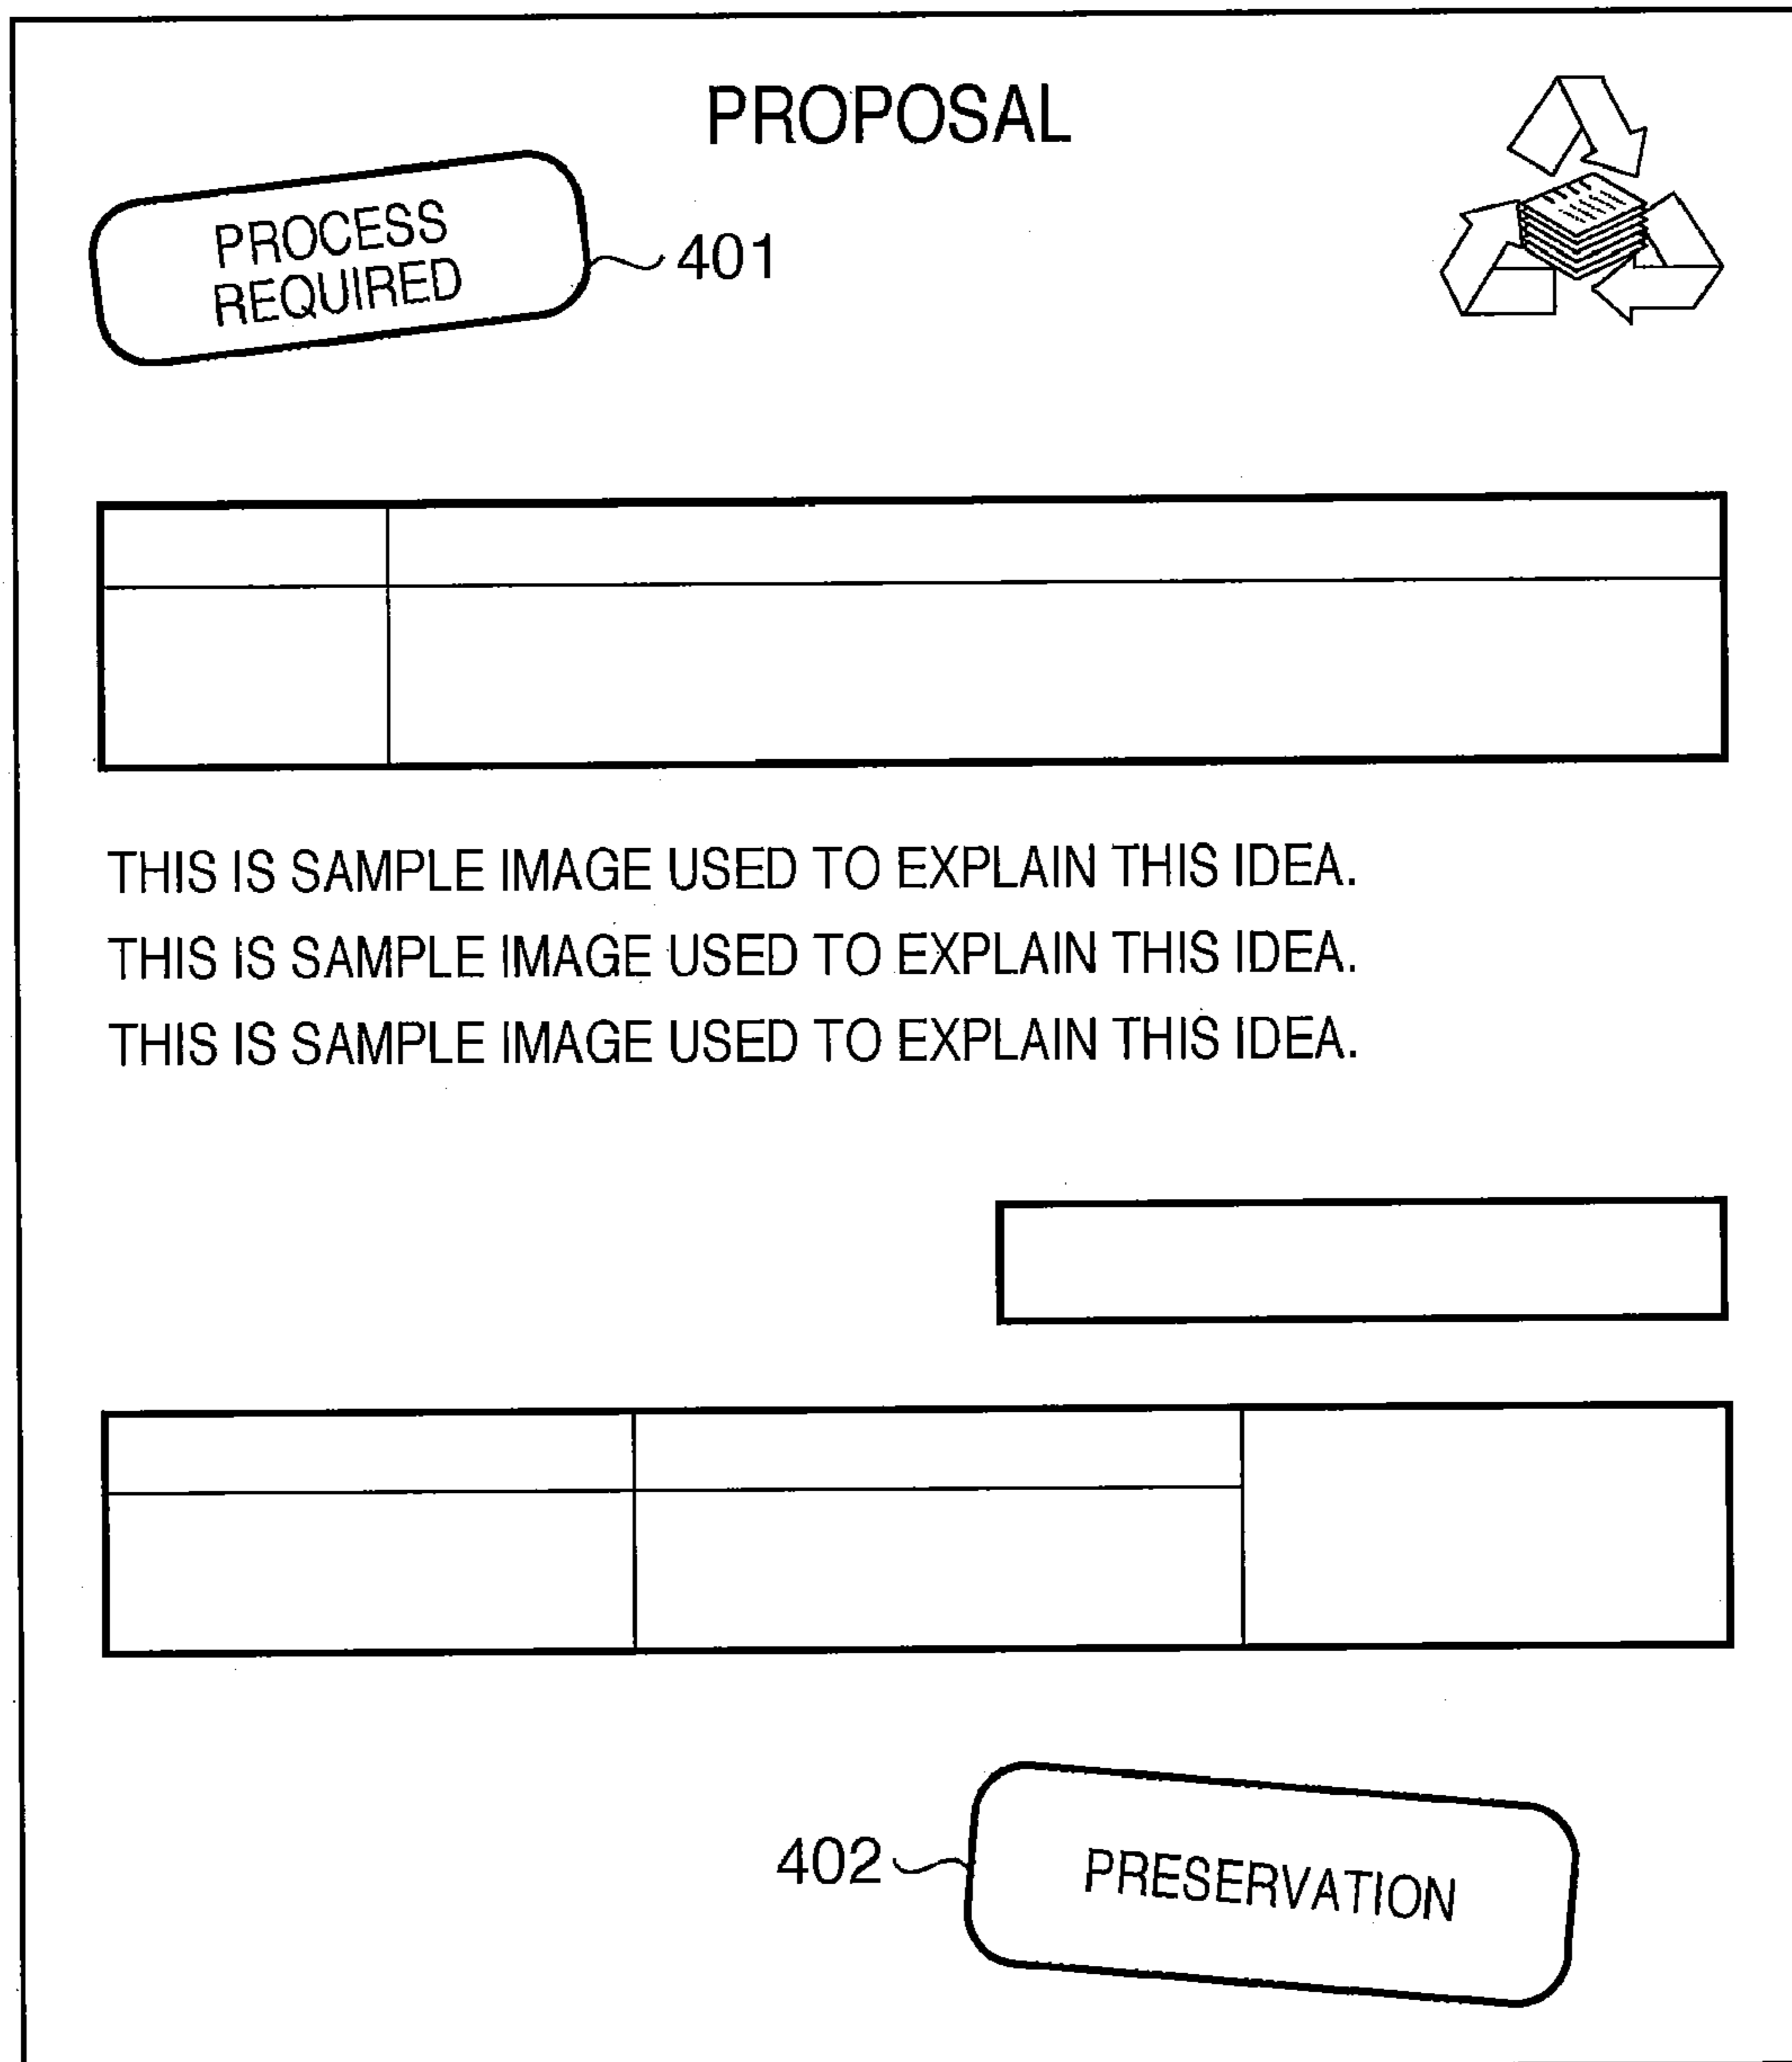 PROPOSAL
PROCESS
REQUIRED
401
THIS IS SAMPLE IMAGE USED TO EXPLAIN THIS IDEA.
THIS IS SAMPLE IMAGE USED TO EXPLAIN THIS IDEA.
THIS IS SAMPLE IMAGE USED TO EXPLAIN THIS IDEA.
402
PRESERVATION